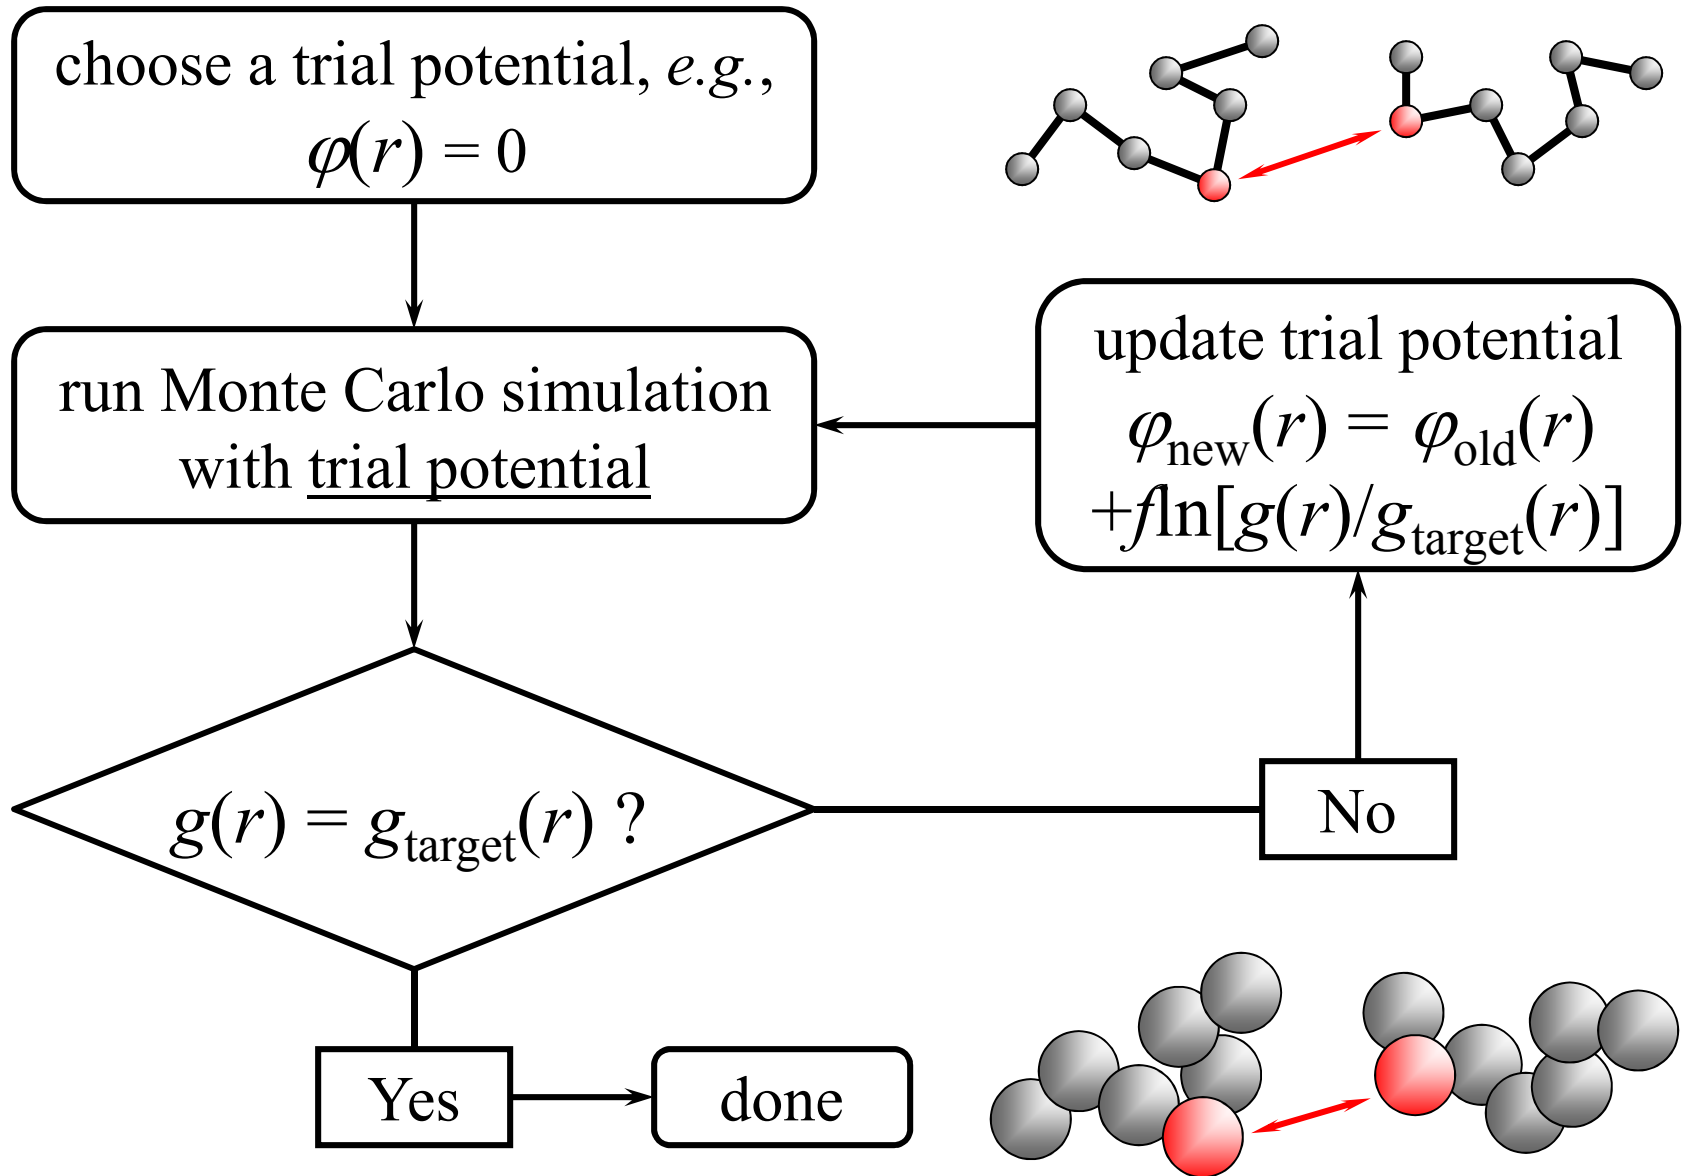 choose a trial potential, e.g.,
φ(r) = 0
run Monte Carlo simulation
with trial potential
update trial potential
φnew(r) = φold(r)
+fln[g(r)/gtarget(r)]
g(r) = gtarget(r) ?
No
Yes
done